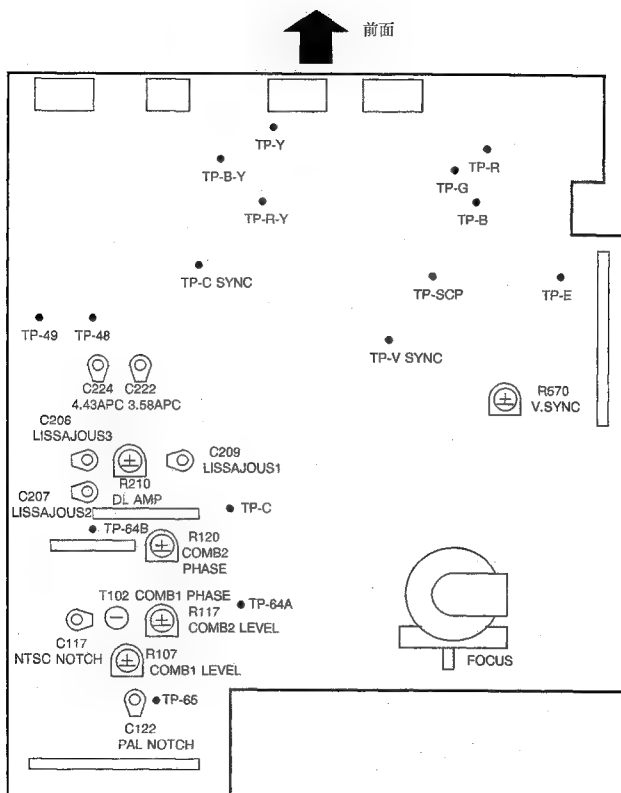 前面
TP-Y
TP-B-Y
TP-R
TP-G
TP-R-Y
TP-B
TP-C SYNC
TP-SCP
TP-E
TP-49
TP-48
TP-V SYNC
C224
4.43APC
C222
3.58APC
R570
V.SYNC
C206
LISSAJOUS3
C209
LISSAJOUS1
R210
DL AMP
C207
LISSAJOUS2
TP-C
TP-64B
R120
COMB2
PHASE
T102 COMB1 PHASE
TP-64A
R117
COMB2 LEVEL
C117
NTSC NOTCH
R107
COMB1 LEVEL
FOCUS
TP-65
C122
PAL NOTCH